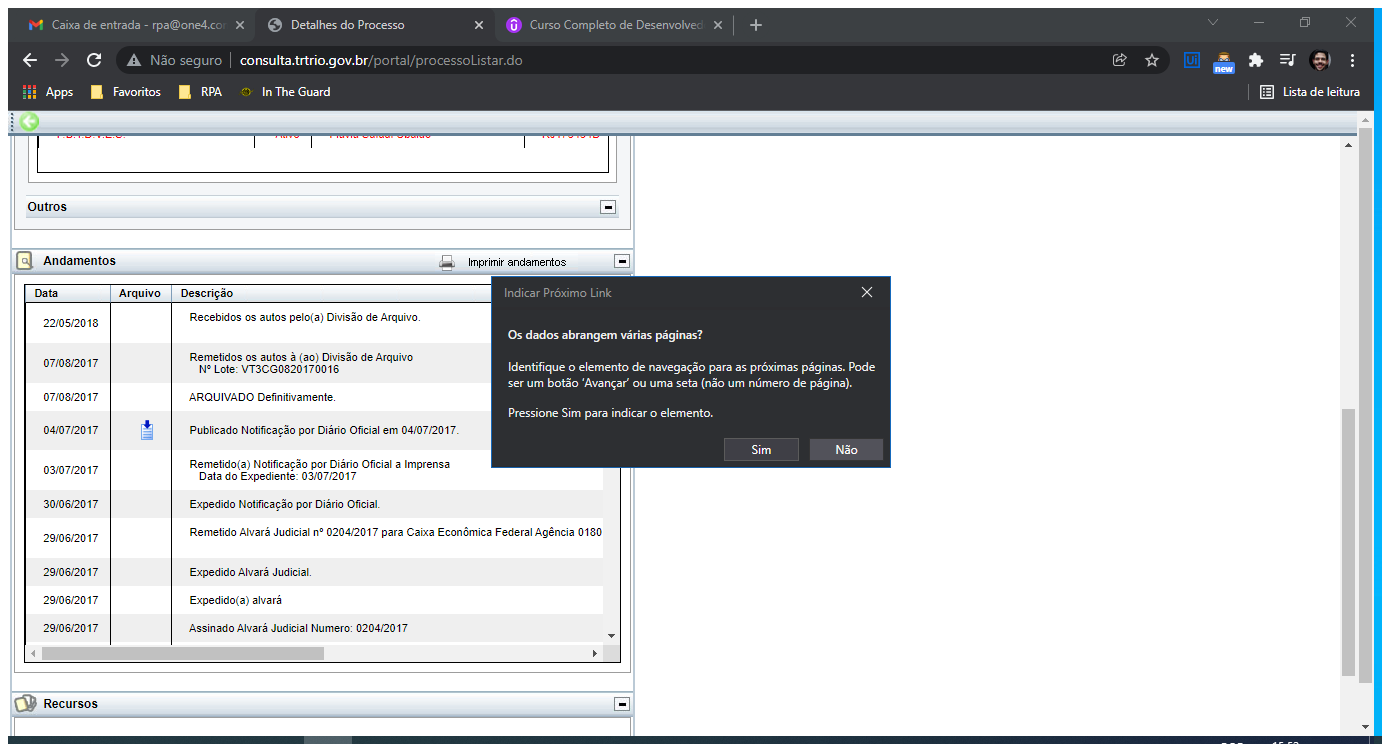 Caixa de entrada - rpa@one4.co
Detalhes do Processo
Curso Completo de Desenvolved
Não seguro
consulta.trtrio.gov.br/portal/processoListar.do
Ui
new
Apps
Favoritos
RPA
In The Guard
Lista de leitura
Outros
Andamentos
Imprimir andamentos
Data Arquivo Descrição
22/05/2018 Recebidos os autos pelo(a) Divisão de Arquivo.
07/08/2017 Remetidos os autos à (ao) Divisão de Arquivo
Nº Lote: VT3CG0820170016
07/08/2017 ARQUIVADO Definitivamente.
04/07/2017 Publicado Notificação por Diário Oficial em 04/07/2017.
03/07/2017 Remetido(a) Notificação por Diário Oficial a Imprensa
Data do Expediente: 03/07/2017
30/06/2017 Expedido Notificação por Diário Oficial.
29/06/2017 Remetido Alvará Judicial nº 0204/2017 para Caixa Econômica Federal Agência 0180
29/06/2017 Expedido Alvará Judicial.
29/06/2017 Expedido(a) alvará
29/06/2017 Assinado Alvará Judicial Numero: 0204/2017
Indicar Próximo Link
Os dados abrangem várias páginas?
Identifique o elemento de navegação para as próximas páginas. Pode
ser um botão ‘Avançar’ ou uma seta (não um número de página).
Pressione Sim para indicar o elemento.
Sim Não
Recursos